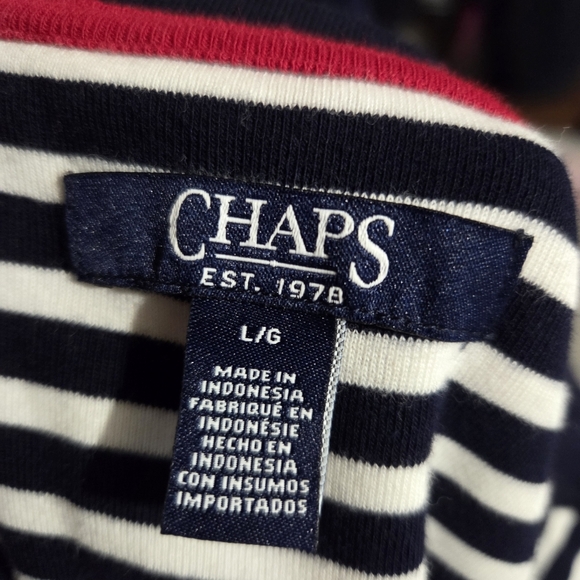 CHAPS
EST. 1978
L/G
MADE IN
INDONESIA
FABRIQUÉ EN
INDONÉSIE
HECHO EN
INDONESIA
CON INSUMOS
IMPORTADOS